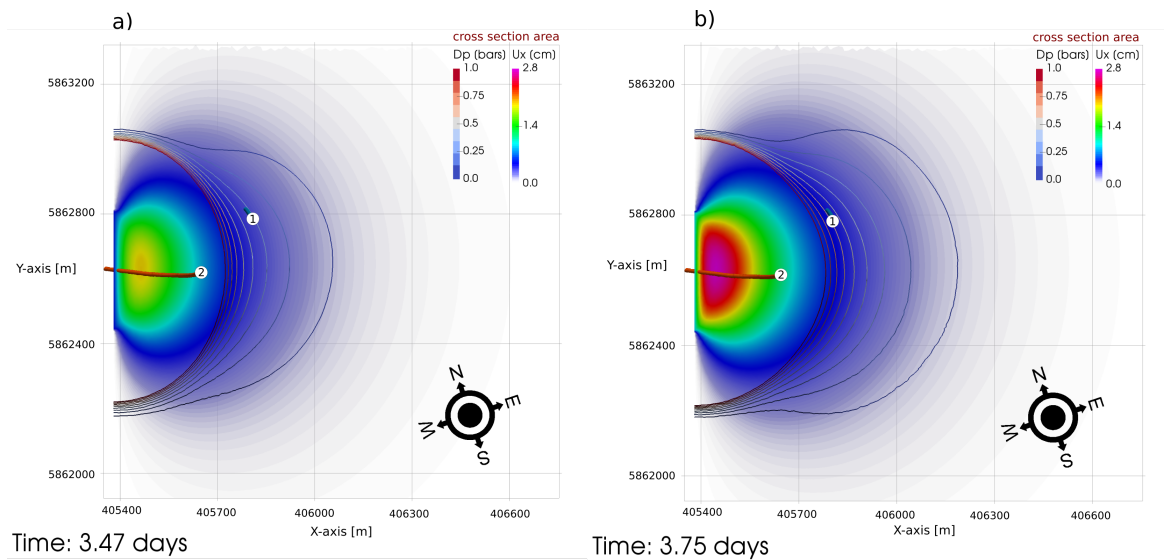 a)
cross section area
Dp [bars] Ux [cm]
1.0 2.8
0.75
0.5 1.4
0.25
0.0 0.0
5863200
5862800
Y-axis [m]
5862400
5862000
1
2
N
E
W
S
405400 405700 406000 406300 406600
X-axis [m]
Time: 3.47 days
b)
cross section area
Dp [bars] Ux [cm]
1.0 2.8
0.75
0.5 1.4
0.25
0.0 0.0
5863200
5862800
Y-axis [m]
5862400
5862000
1
2
N
E
W
S
405400 405700 406000 406300 406600
X-axis [m]
Time: 3.75 days